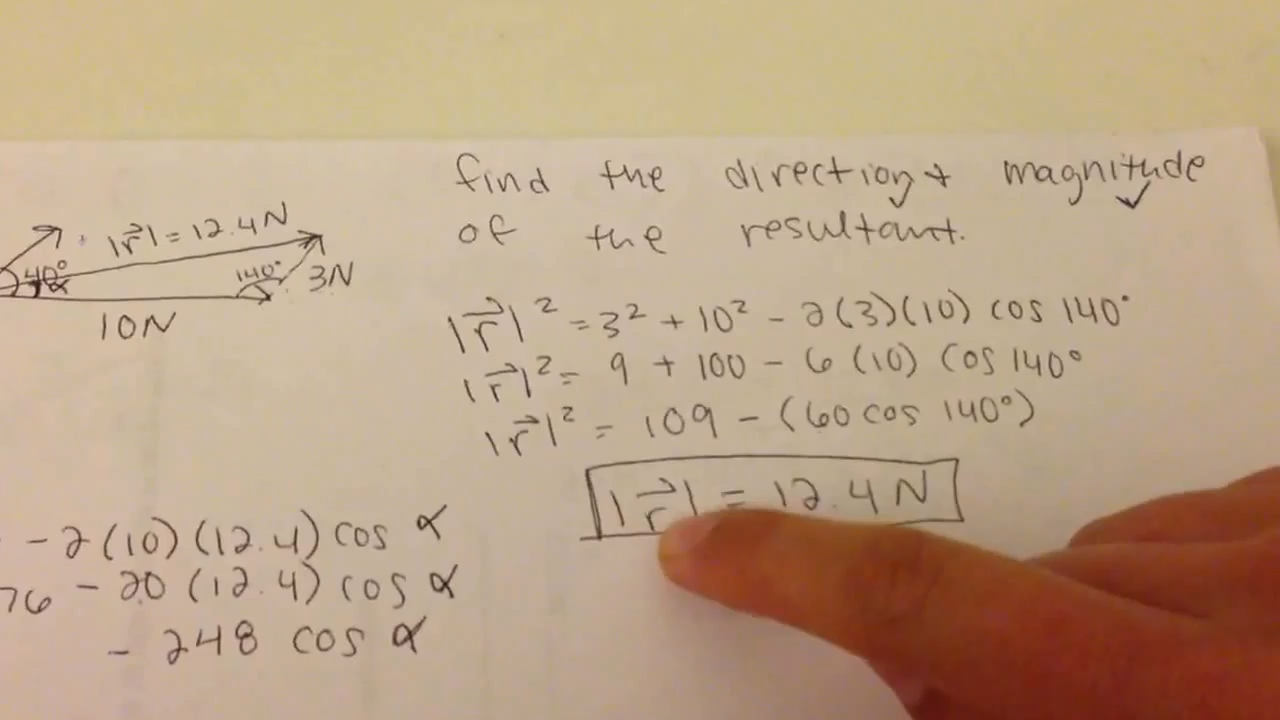 find the direction + magnitude
of the resultant.
|r⃗| = 12.4N
40°
α
140°
3N
10N
|r⃗|² = 3² + 10² - 2(3)(10) cos 140°
|r⃗|² = 9 + 100 - 6(10) cos 140°
|r⃗|² = 109 - (60 cos 140°)
|r⃗| = 12.4 N
- 2(10)(12.4) cos α
76 - 20(12.4) cos α
- 248 cos α